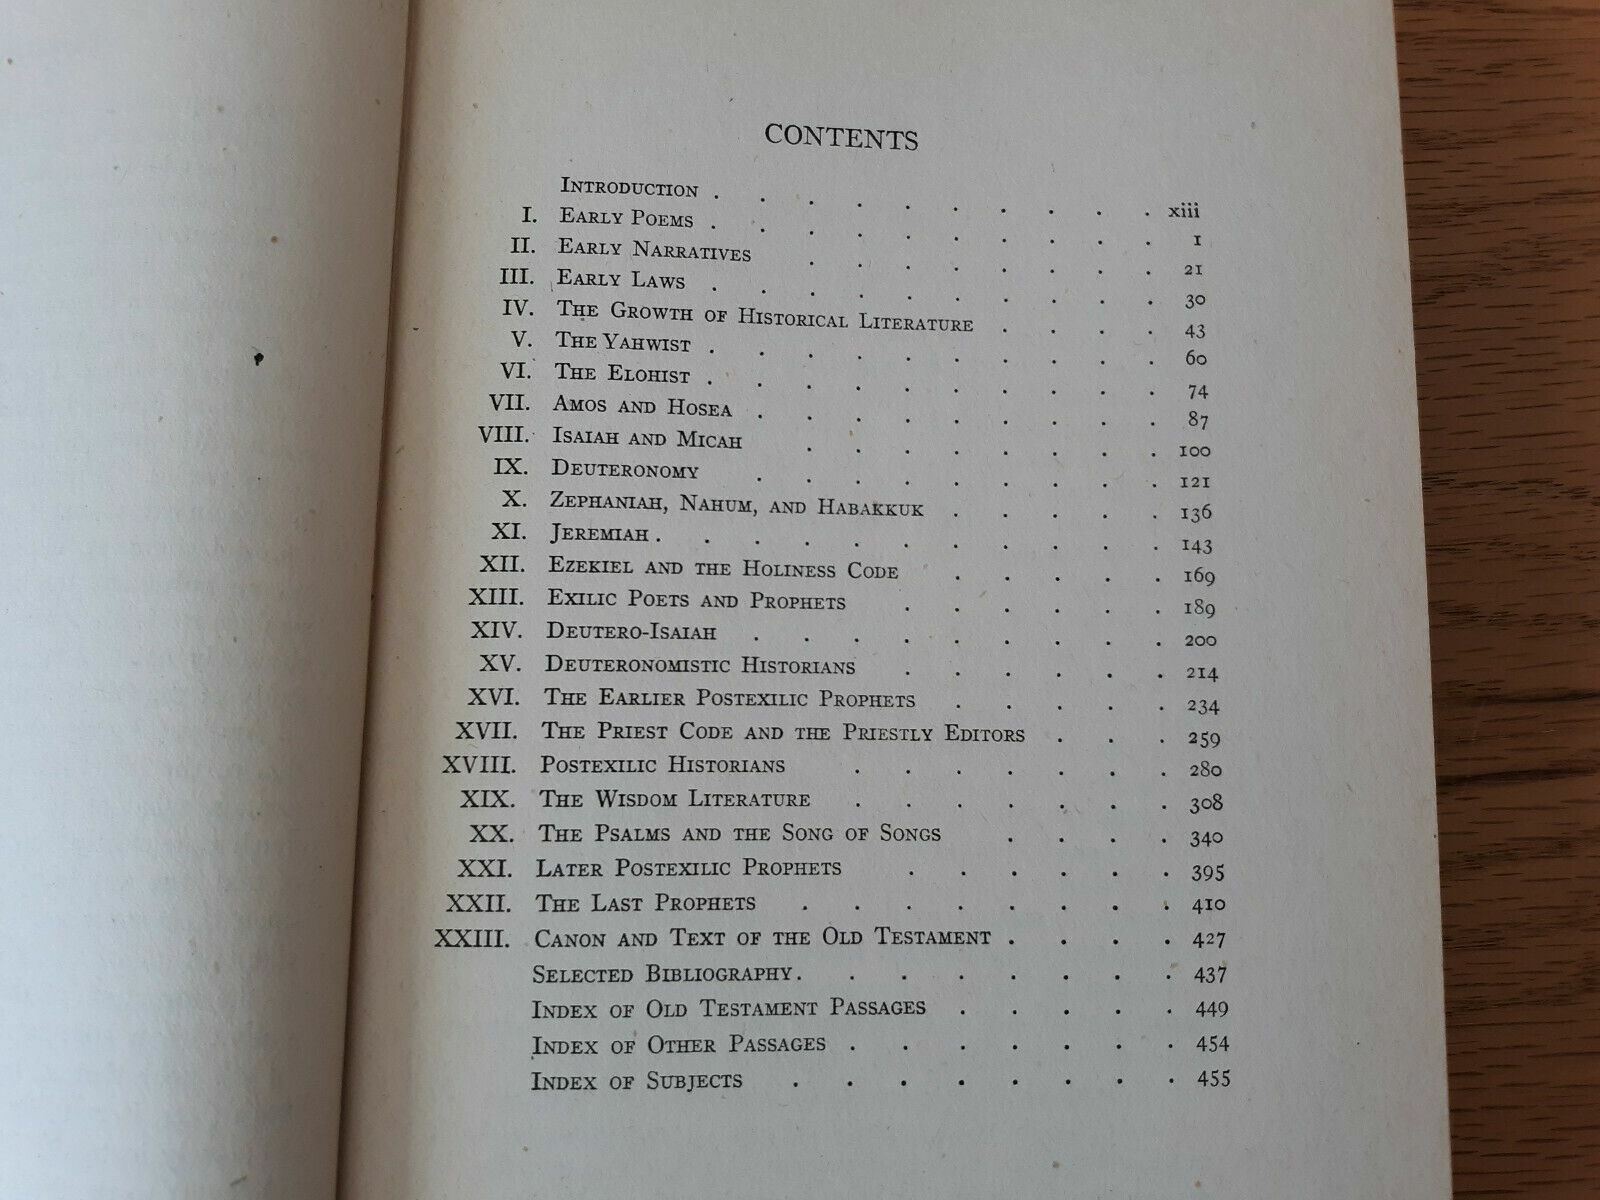 CONTENTS
INTRODUCTION . . . . . . . . . . xiii
I. EARLY POEMS . . . . . . . . . . 1
II. EARLY NARRATIVES . . . . . . . . 21
III. EARLY LAWS . . . . . . . . . . 30
IV. THE GROWTH OF HISTORICAL LITERATURE . . . . 43
V. THE YAHWIST . . . . . . . . . . 60
VI. THE ELOHIST . . . . . . . . . . 74
VII. AMOS AND HOSEA . . . . . . . . . 87
VIII. ISAIAH AND MICAH . . . . . . . . 100
IX. DEUTERONOMY . . . . . . . . . 121
X. ZEPHANIAH, NAHUM, AND HABAKKUK . . . . . 136
XI. JEREMIAH . . . . . . . . . . . 143
XII. EZEKIEL AND THE HOLINESS CODE . . . . . 169
XIII. EXILIC POETS AND PROPHETS . . . . . . 189
XIV. DEUTERO-ISAIAH . . . . . . . . . 200
XV. DEUTERONOMISTIC HISTORIANS . . . . . . 214
XVI. THE EARLIER POSTEXILIC PROPHETS . . . . . 234
XVII. THE PRIEST CODE AND THE PRIESTLY EDITORS . . . 259
XVIII. POSTEXILIC HISTORIANS . . . . . . . 280
XIX. THE WISDOM LITERATURE . . . . . . . 308
XX. THE PSALMS AND THE SONG OF SONGS . . . . 340
XXI. LATER POSTEXILIC PROPHETS . . . . . . 395
XXII. THE LAST PROPHETS . . . . . . . . 410
XXIII. CANON AND TEXT OF THE OLD TESTAMENT . . . . 427
SELECTED BIBLIOGRAPHY . . . . . . . . 437
INDEX OF OLD TESTAMENT PASSAGES . . . . . 449
INDEX OF OTHER PASSAGES . . . . . . . 454
INDEX OF SUBJECTS . . . . . . . . 455